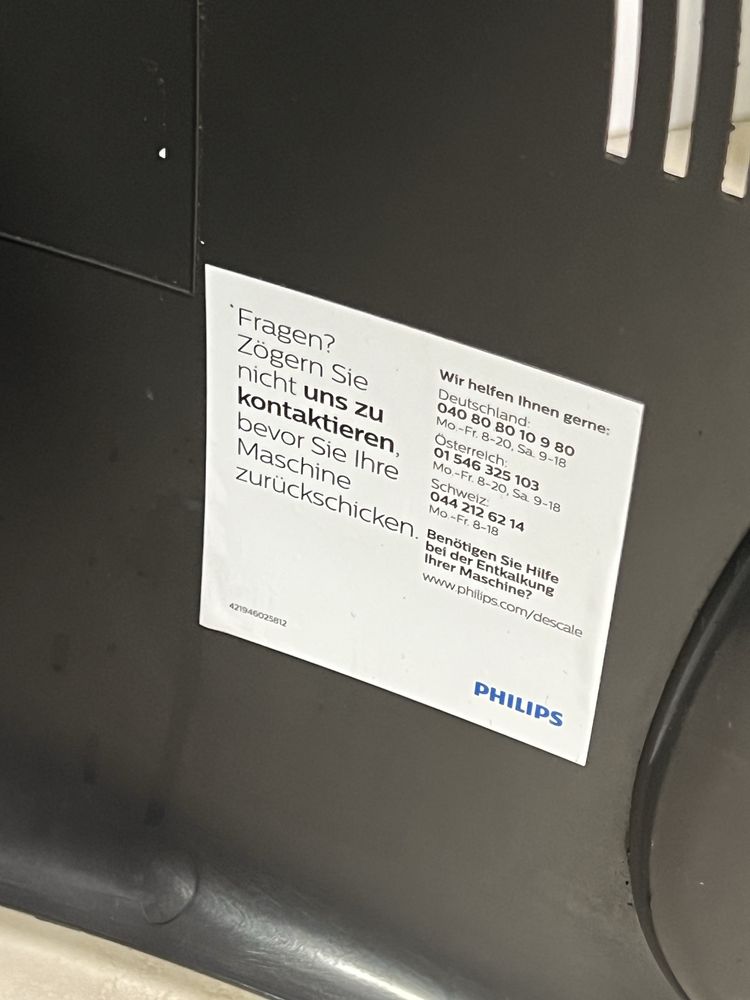 Fragen?
Zögern Sie
nicht uns zu
kontaktieren,
bevor Sie Ihre
Maschine
zurückschicken.
421946025812
Wir helfen Ihnen gerne:
Deutschland:
040 80 80 10 9 80
Mo.-Fr. 8-20, Sa. 9-18
Österreich:
01 546 325 103
Mo.-Fr. 8-20, Sa. 9-18
Schweiz:
044 212 62 14
Mo.-Fr. 8-18
Benötigen Sie Hilfe
bei der Entkalkung
Ihrer Maschine?
www.philips.com/descale
PHILIPS